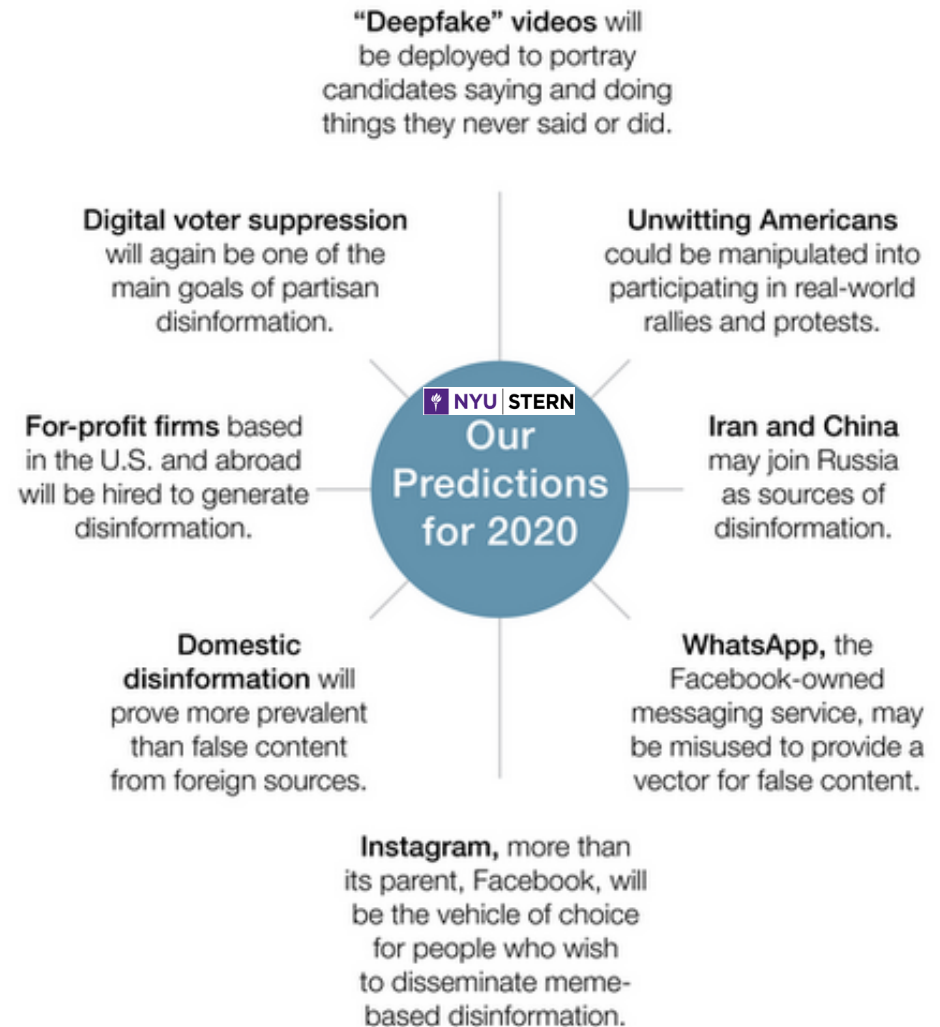 “Deepfake” videos will
be deployed to portray
candidates saying and doing
things they never said or did.
Unwitting Americans
could be manipulated into
participating in real-world
rallies and protests.
Iran and China
may join Russia
as sources of
disinformation.
WhatsApp, the
Facebook-owned
messaging service, may
be misused to provide a
vector for false content.
Instagram, more than
its parent, Facebook, will
be the vehicle of choice
for people who wish
to disseminate meme-
based disinformation.
Domestic
disinformation will
prove more prevalent
than false content
from foreign sources.
For-profit firms based
in the U.S. and abroad
will be hired to generate
disinformation.
Digital voter suppression
will again be one of the
main goals of partisan
disinformation.
NYU STERN
Our
Predictions
for 2020